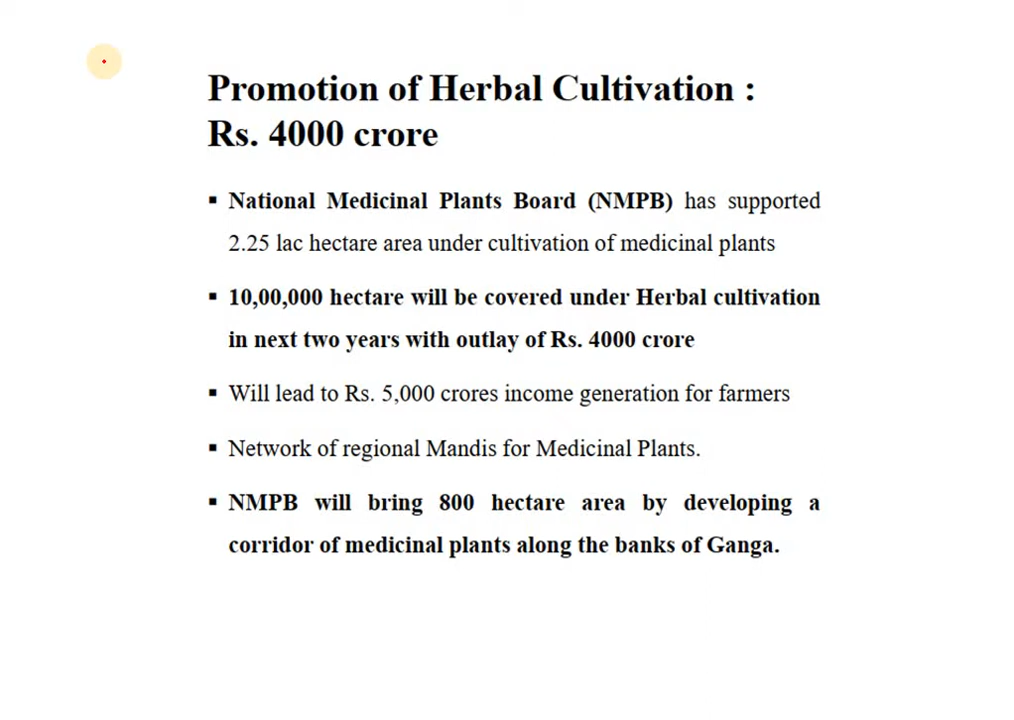 Promotion of Herbal Cultivation :
Rs. 4000 crore
▪ National Medicinal Plants Board (NMPB) has supported
2.25 lac hectare area under cultivation of medicinal plants
▪ 10,00,000 hectare will be covered under Herbal cultivation
in next two years with outlay of Rs. 4000 crore
▪ Will lead to Rs. 5,000 crores income generation for farmers
▪ Network of regional Mandis for Medicinal Plants.
▪ NMPB will bring 800 hectare area by developing a
corridor of medicinal plants along the banks of Ganga.